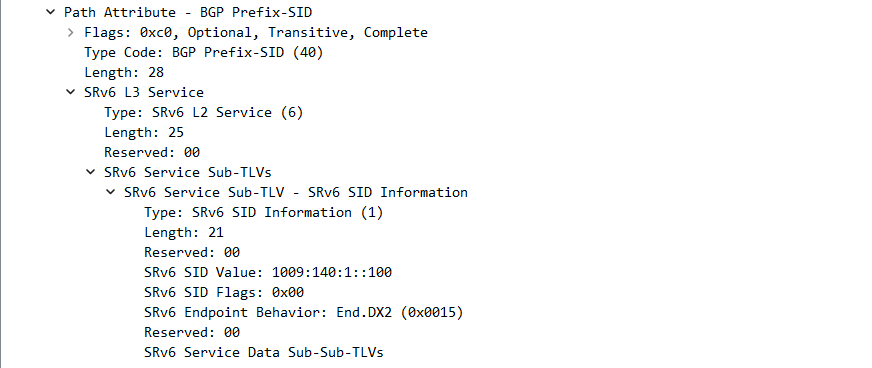 Path Attribute - BGP Prefix-SID
Flags: 0xc0, Optional, Transitive, Complete
Type Code: BGP Prefix-SID (40)
Length: 28
SRv6 L3 Service
Type: SRv6 L2 Service (6)
Length: 25
Reserved: 00
SRv6 Service Sub-TLVs
SRv6 Service Sub-TLV - SRv6 SID Information
Type: SRv6 SID Information (1)
Length: 21
Reserved: 00
SRv6 SID Value: 1009:140:1::100
SRv6 SID Flags: 0x00
SRv6 Endpoint Behavior: End.DX2 (0x0015)
Reserved: 00
SRv6 Service Data Sub-Sub-TLVs